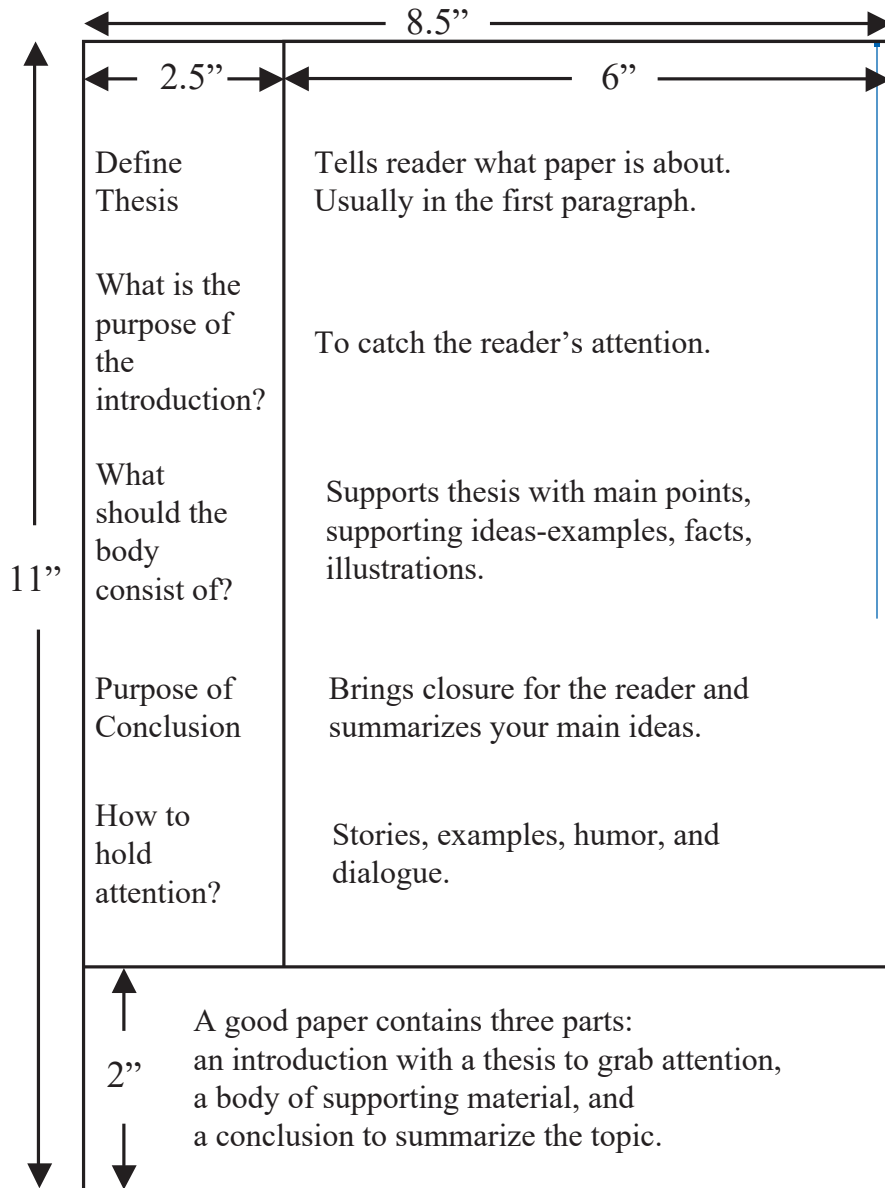 8.5”
2.5”
6”
Define
Thesis
Tells reader what paper is about.
Usually in the first paragraph.
What is the
purpose of
the
introduction?
To catch the reader’s attention.
What
should the
body
consist of?
Supports thesis with main points,
supporting ideas-examples, facts,
illustrations.
11”
Purpose of
Conclusion
Brings closure for the reader and
summarizes your main ideas.
How to
hold
attention?
Stories, examples, humor, and
dialogue.
2”
A good paper contains three parts:
an introduction with a thesis to grab attention,
a body of supporting material, and
a conclusion to summarize the topic.